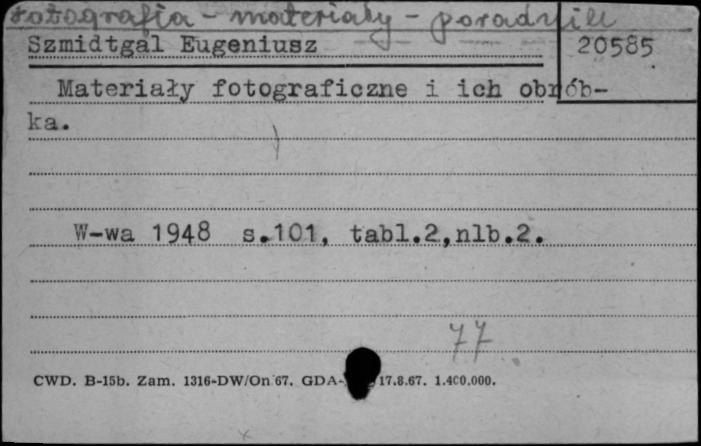 fotografia - materiały - poradnik
Szmidtgal Eugeniusz
20585
Materiały fotograficzne i ich obrób-
ka.
W-wa 1948 s.101, tabl.2,nlb.2.
77
CWD. B-15b. Zam. 1316-DW/On 67. GDA- 17.8.67. 1.400.000.